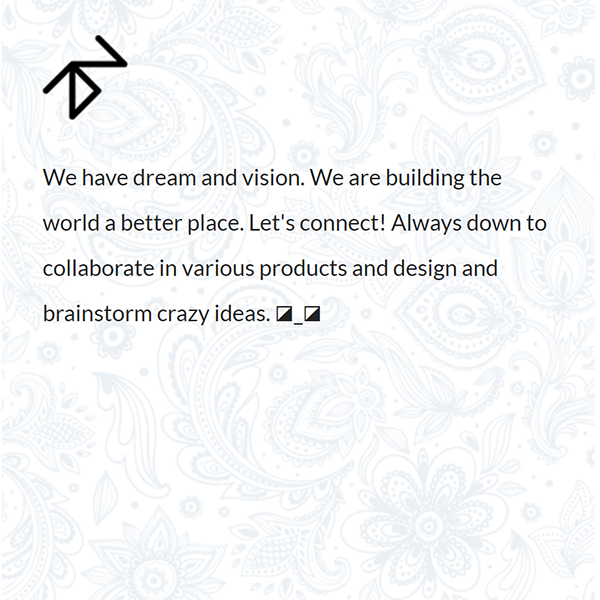 We have dream and vision. We are building the
world a better place. Let's connect! Always down to
collaborate in various products and design and
brainstorm crazy ideas. ◪_◪